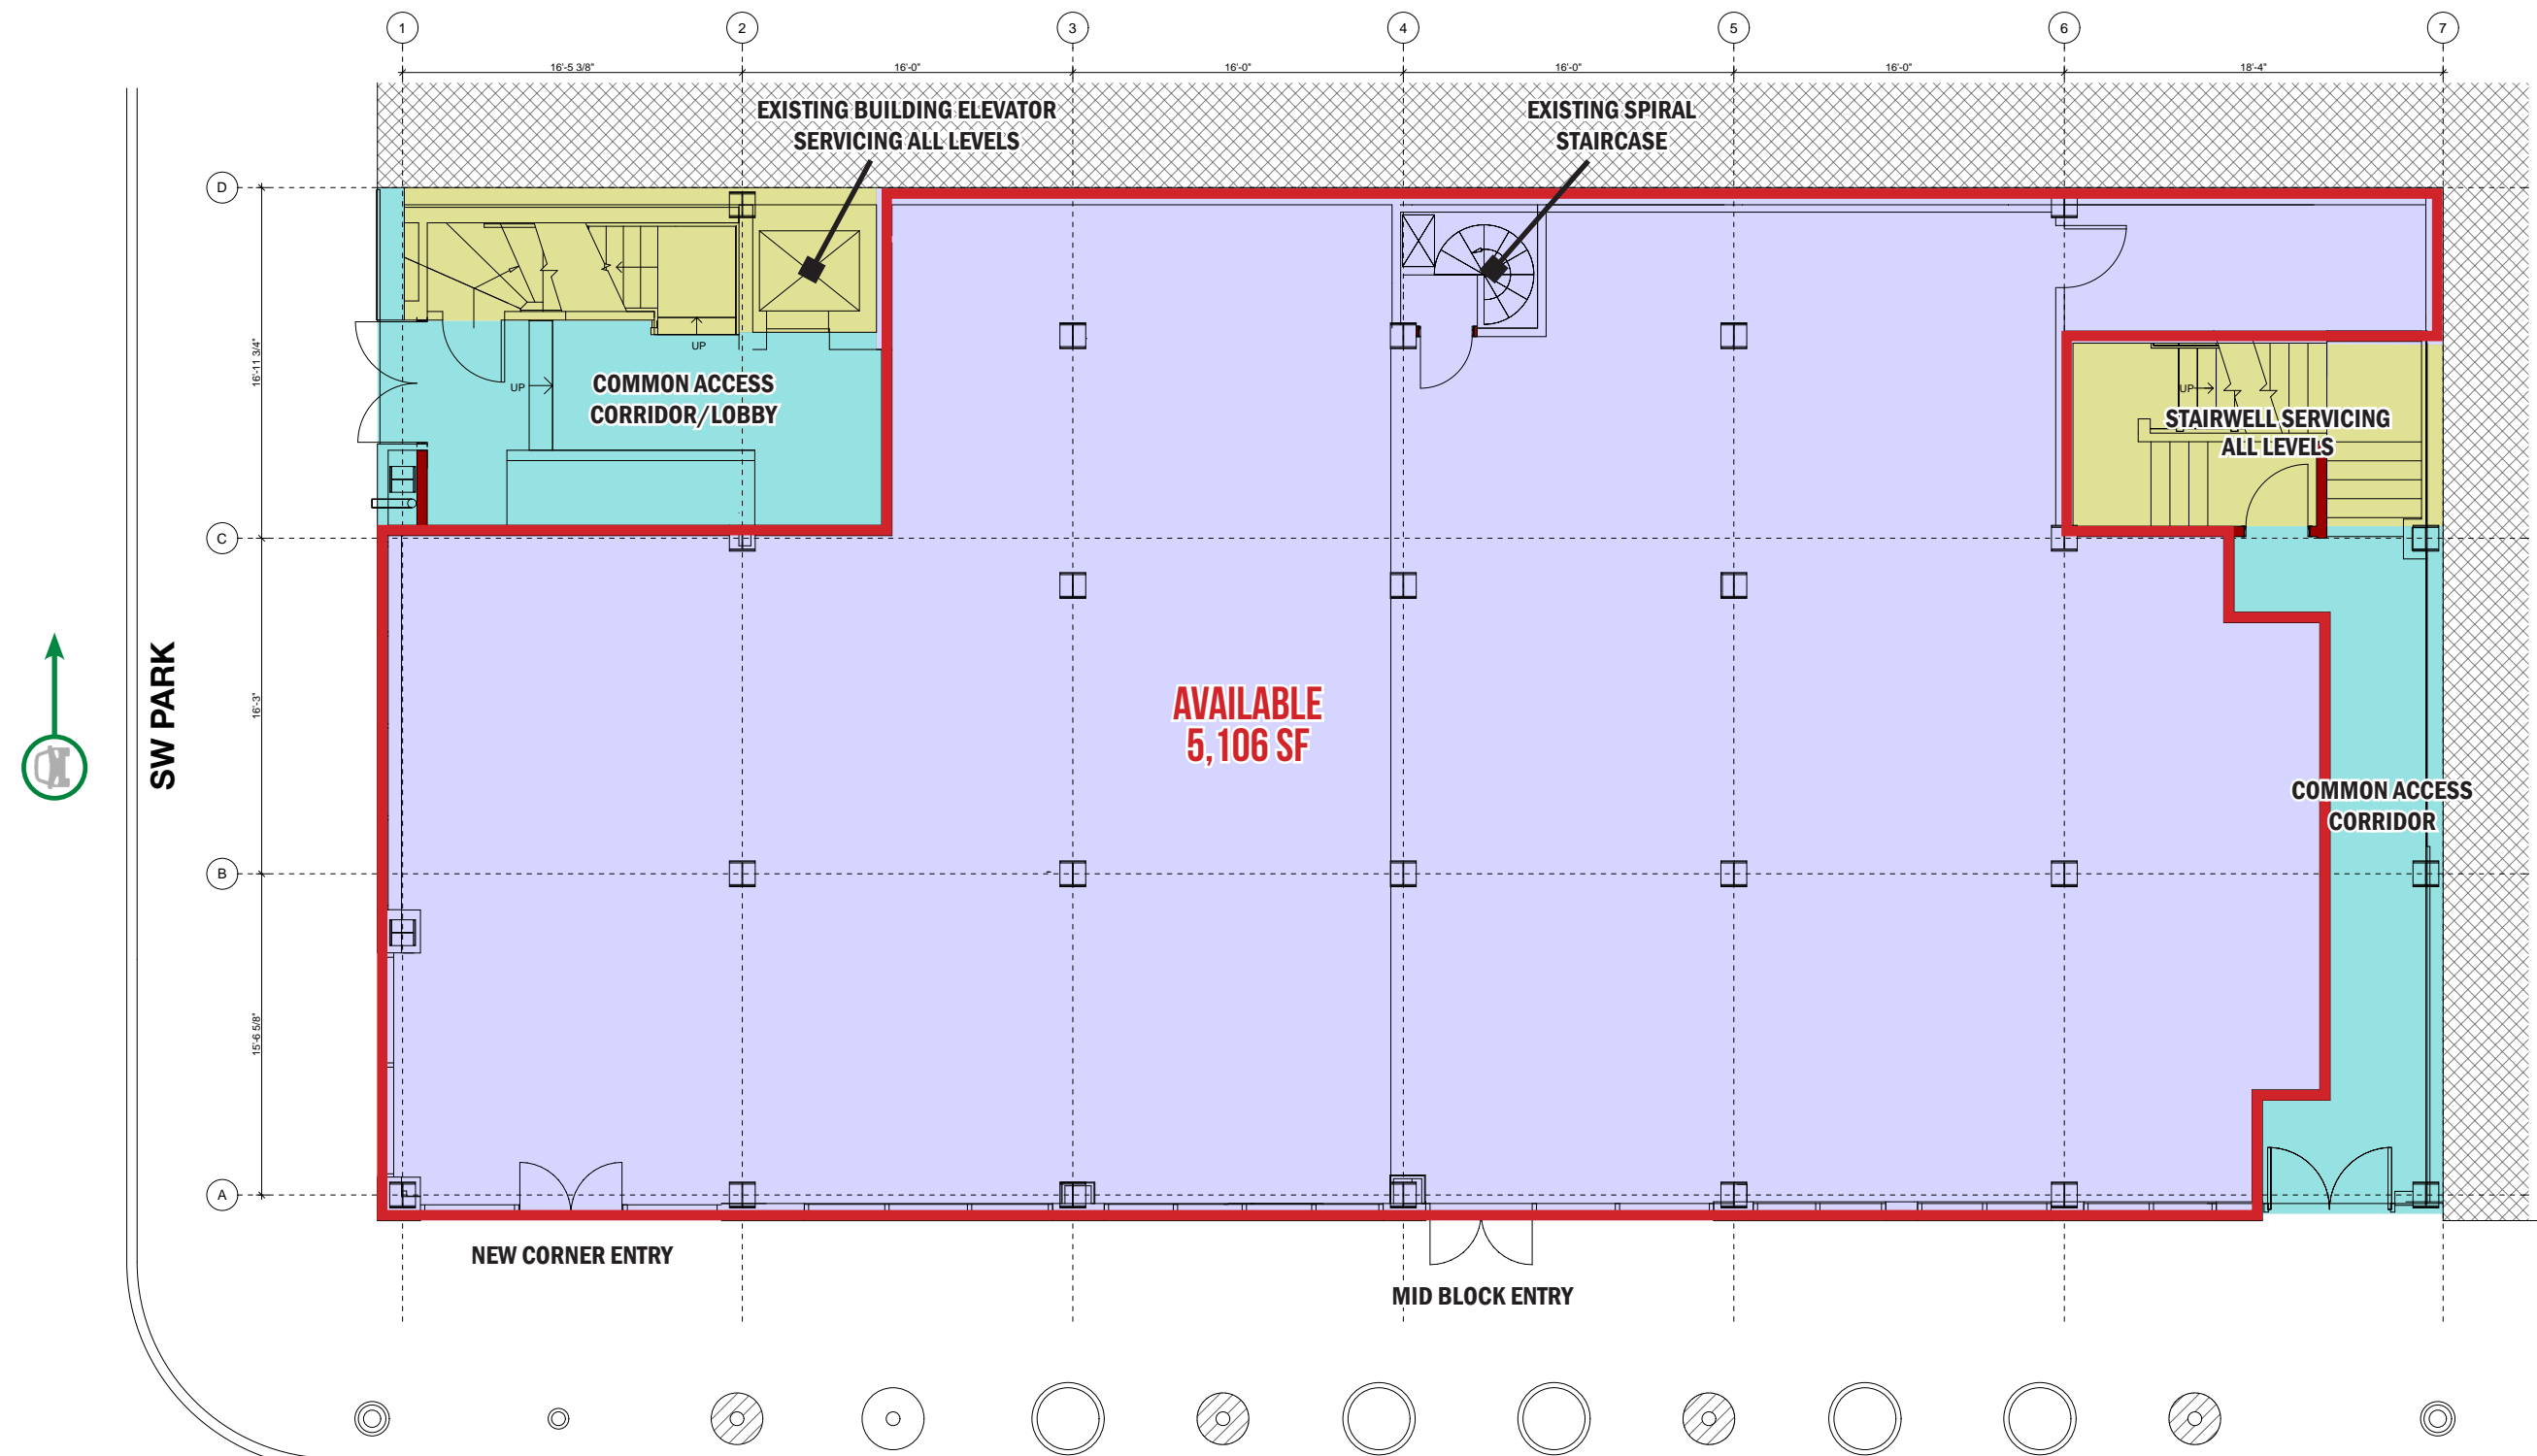 1 2 3 4 5 6 7
16'-5 3/8" 16'-0" 16'-0" 16'-0" 16'-0" 18'-4"
EXISTING BUILDING ELEVATOR
SERVICING ALL LEVELS
EXISTING SPIRAL
STAIRCASE
D
16'-11 3/4"
UP
UP
COMMON ACCESS
CORRIDOR/LOBBY
UP
STAIRWELL SERVICING
ALL LEVELS
C
SW PARK
16'-3"
AVAILABLE
5,106 SF
COMMON ACCESS
CORRIDOR
B
15'-6 5/8"
A
NEW CORNER ENTRY
MID BLOCK ENTRY